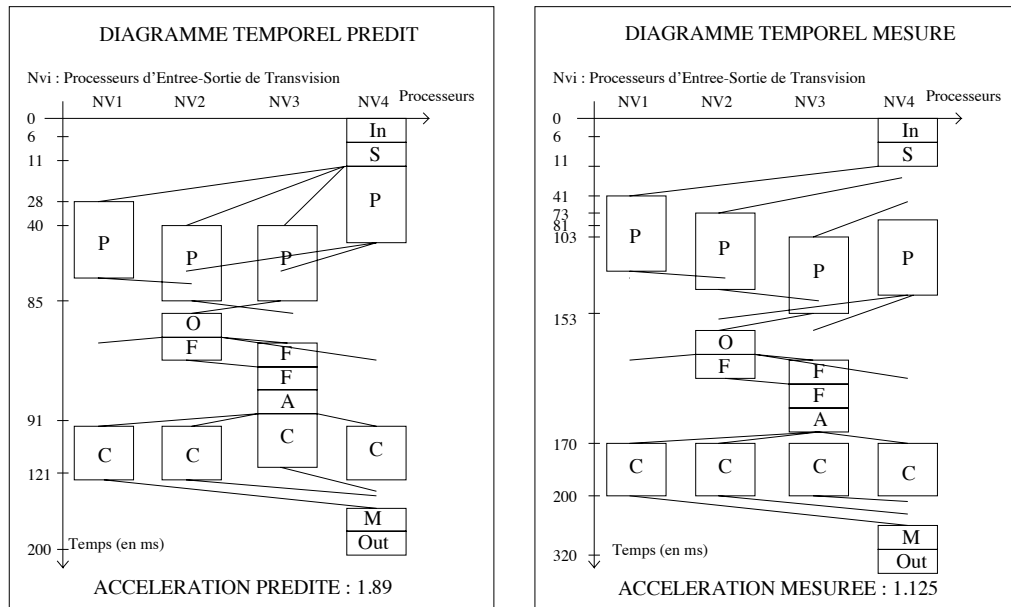 DIAGRAMME TEMPOREL PREDIT
Nvi : Processeurs d'Entree-Sortie de Transvision
NV1 NV2 NV3 NV4 Processeurs
0
In
6
S
11
P
28
40
P
P
P
85
O
F
F
F
A
91
C
C
C
C
121
M
Out
200
Temps (en ms)
ACCELERATION PREDITE : 1.89
DIAGRAMME TEMPOREL MESURE
Nvi : Processeurs d'Entree-Sortie de Transvision
NV1 NV2 NV3 NV4 Processeurs
0
In
6
S
11
41
73
81
103
P
P
P
P
153
O
F
F
F
A
170
C
C
C
C
200
M
Out
320
Temps (en ms)
ACCELERATION MESUREE : 1.125